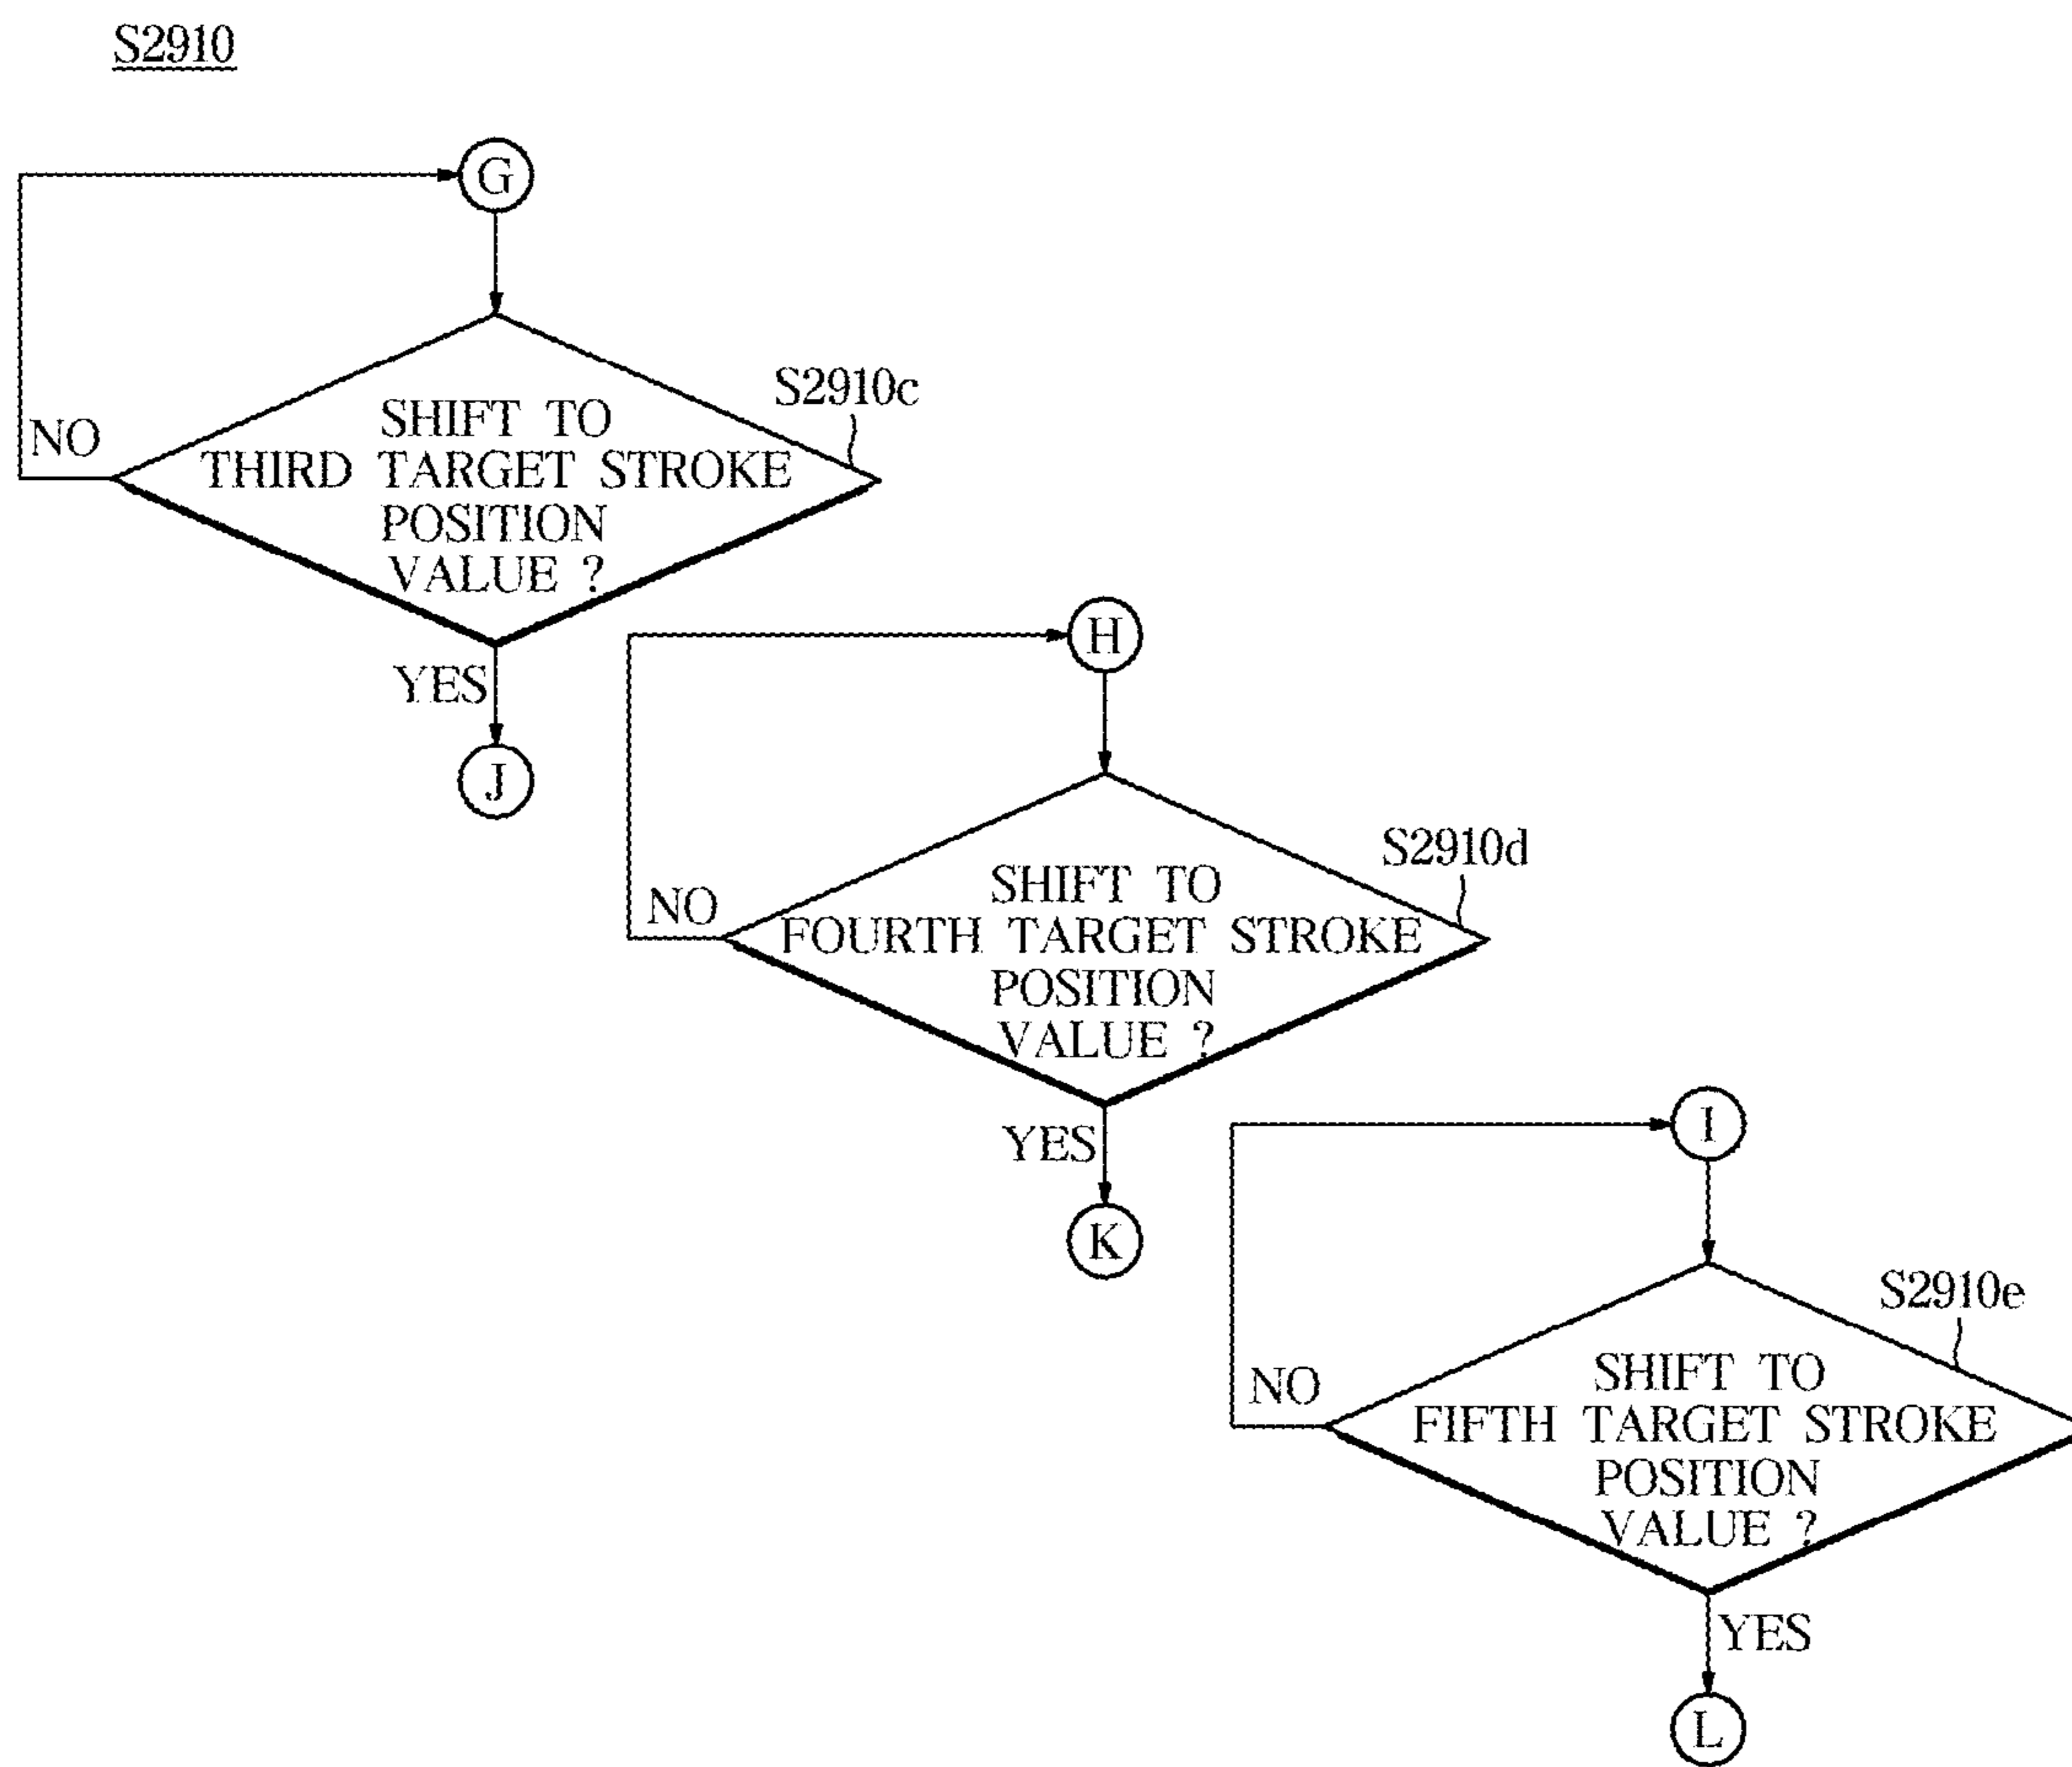 S2910
G
S2910c
NO
SHIFT TO
THIRD TARGET STROKE
POSITION
VALUE ?
YES
J
H
S2910d
NO
SHIFT TO
FOURTH TARGET STROKE
POSITION
VALUE ?
YES
K
I
S2910e
NO
SHIFT TO
FIFTH TARGET STROKE
POSITION
VALUE ?
YES
L